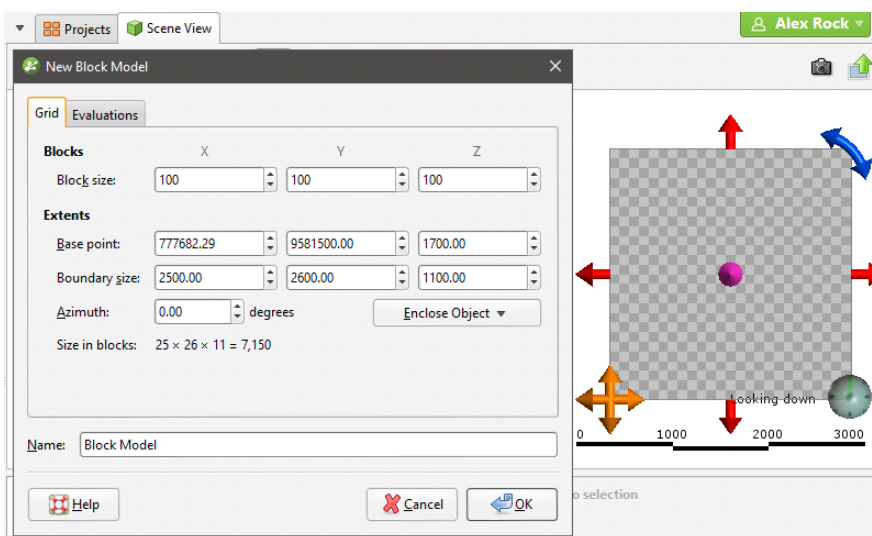 Projects Scene View Alex Rock
New Block Model
Grid Evaluations
Blocks X Y Z
Block size: 100 100 100
Extents
Base point: 777682.29 9581500.00 1700.00
Boundary size: 2500.00 2600.00 1100.00
Azimuth: 0.00 degrees Enclose Object
Size in blocks: 25 × 26 × 11 = 7,150
Looking down
0 1000 2000 3000
Name: Block Model
Help Cancel OK
o selection